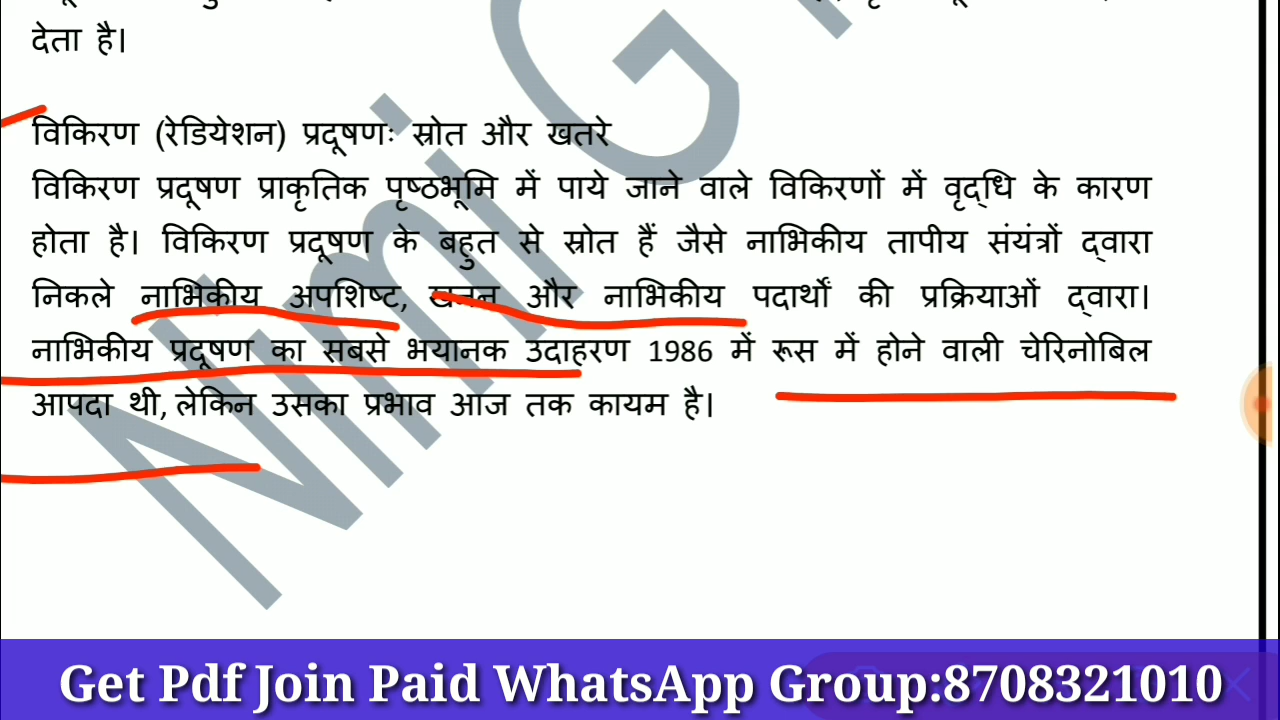 देता है।
विकिरण (रेडियेशन) प्रदूषणः स्रोत और खतरे
विकिरण प्रदूषण प्राकृतिक पृष्ठभूमि में पाये जाने वाले विकिरणों में वृद्धि के कारण
होता है। विकिरण प्रदूषण के बहुत से स्रोत हैं जैसे नाभिकीय तापीय संयंत्रों द्वारा
निकले नाभिकीय अपशिष्ट, खनन और नाभिकीय पदार्थों की प्रक्रियाओं द्वारा।
नाभिकीय प्रदूषण का सबसे भयानक उदाहरण 1986 में रूस में होने वाली चेरिनोबिल
आपदा थी, लेकिन उसका प्रभाव आज तक कायम है।
Nimi G
Get Pdf Join Paid WhatsApp Group:8708321010